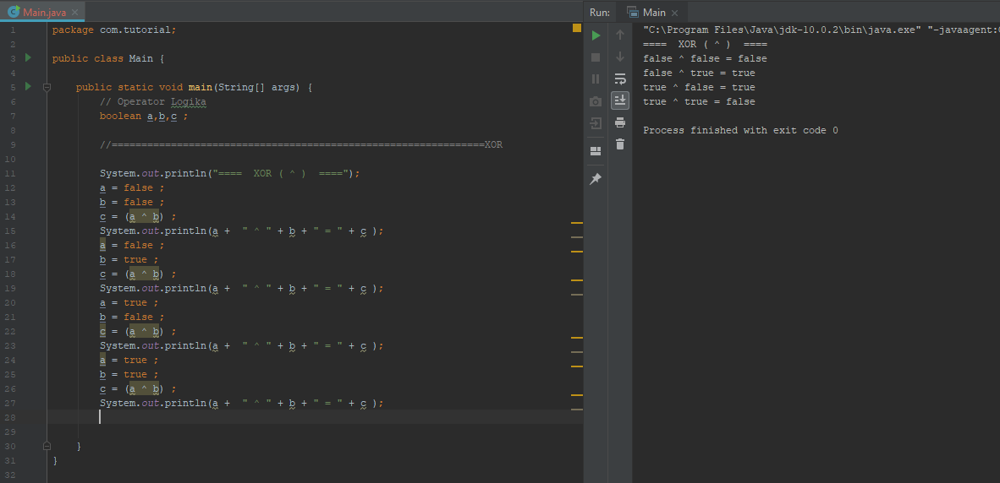 Main.java
1 package com.tutorial;
2
3 public class Main {
4
5 public static void main(String[] args) {
6 // Operator Logika
7 boolean a,b,c ;
8
9 //===============================================================XOR
10
11 System.out.println("====  XOR ( ^ )  ====");
12 a = false ;
13 b = false ;
14 c = (a ^ b) ;
15 System.out.println(a +  " ^ " + b + " = " + c );
16 a = false ;
17 b = true ;
18 c = (a ^ b) ;
19 System.out.println(a +  " ^ " + b + " = " + c );
20 a = true ;
21 b = false ;
22 c = (a ^ b) ;
23 System.out.println(a +  " ^ " + b + " = " + c );
24 a = true ;
25 b = true ;
26 c = (a ^ b) ;
27 System.out.println(a +  " ^ " + b + " = " + c );
28
29
30 }
31 }
32
Run: Main
"C:\Program Files\Java\jdk-10.0.2\bin\java.exe" "-javaagent:
====  XOR ( ^ )  ====
false ^ false = false
false ^ true = true
true ^ false = true
true ^ true = false
Process finished with exit code 0